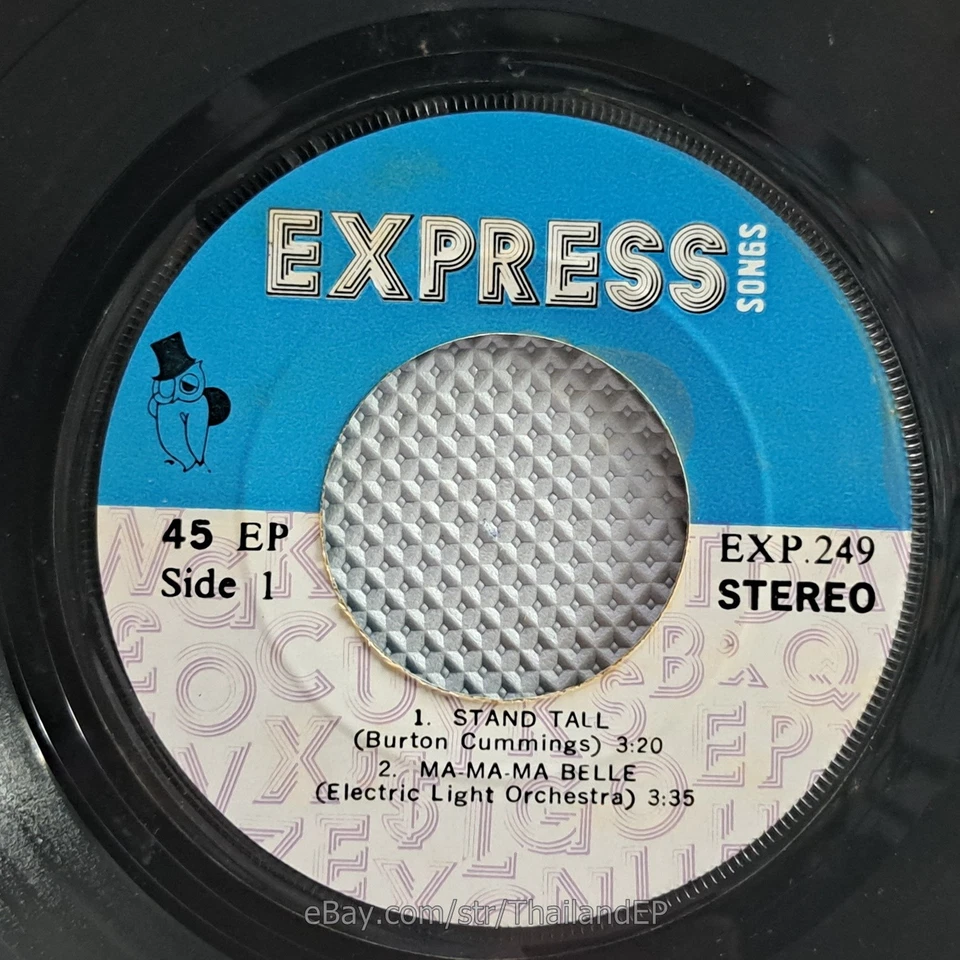 EXPRESS
SONGS
45 EP
Side 1
EXP.249
STEREO
1. STAND TALL
(Burton Cummings) 3:20
2. MA-MA-MA BELLE
(Electric Light Orchestra) 3:35
eBay.com/str/ThailandEP